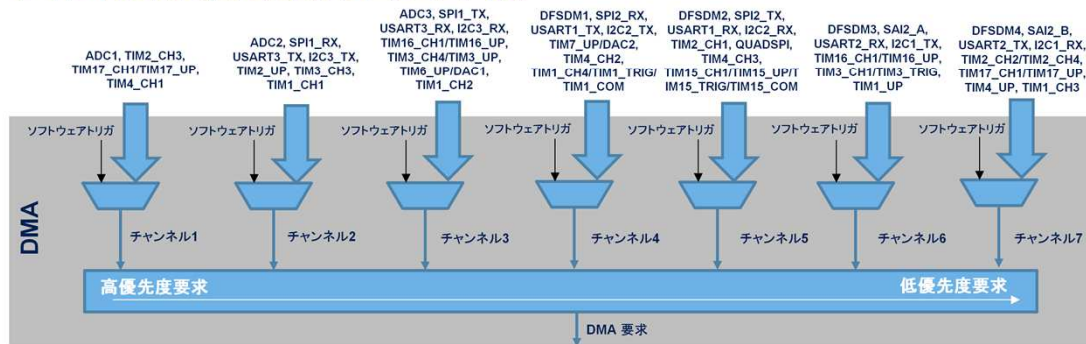 ADC1, TIM2_CH3,
TIM17_CH1/TIM17_UP,
TIM4_CH1
ADC2, SPI1_RX,
USART3_TX, I2C3_TX,
TIM2_UP, TIM3_CH3,
TIM1_CH1
ADC3, SPI1_TX,
USART3_RX, I2C3_RX,
TIM16_CH1/TIM16_UP,
TIM3_CH4/TIM3_UP,
TIM6_UP/DAC1,
TIM1_CH2
DFSDM1, SPI2_RX,
USART1_TX, I2C2_TX,
TIM7_UP/DAC2,
TIM4_CH2,
TIM1_CH4/TIM1_TRIG/
TIM1_COM
DFSDM2, SPI2_TX,
USART1_RX, I2C2_RX,
TIM2_CH1, QUADSPI,
TIM4_CH3,
TIM15_CH1/TIM15_UP/T
IM15_TRIG/TIM15_COM
DFSDM3, SAI2_A,
USART2_RX, I2C1_TX,
TIM16_CH1/TIM16_UP,
TIM3_CH1/TIM3_TRIG,
TIM1_UP
DFSDM4, SAI2_B,
USART2_TX, I2C1_RX,
TIM2_CH2/TIM2_CH4,
TIM17_CH1/TIM17_UP,
TIM4_UP, TIM1_CH3
ソフトウェアトリガ
ソフトウェアトリガ
ソフトウェアトリガ
ソフトウェアトリガ
ソフトウェアトリガ
ソフトウェアトリガ
ソフトウェアトリガ
DMA
チャンネル1
チャンネル2
チャンネル3
チャンネル4
チャンネル5
チャンネル6
チャンネル7
高優先度要求
低優先度要求
DMA 要求